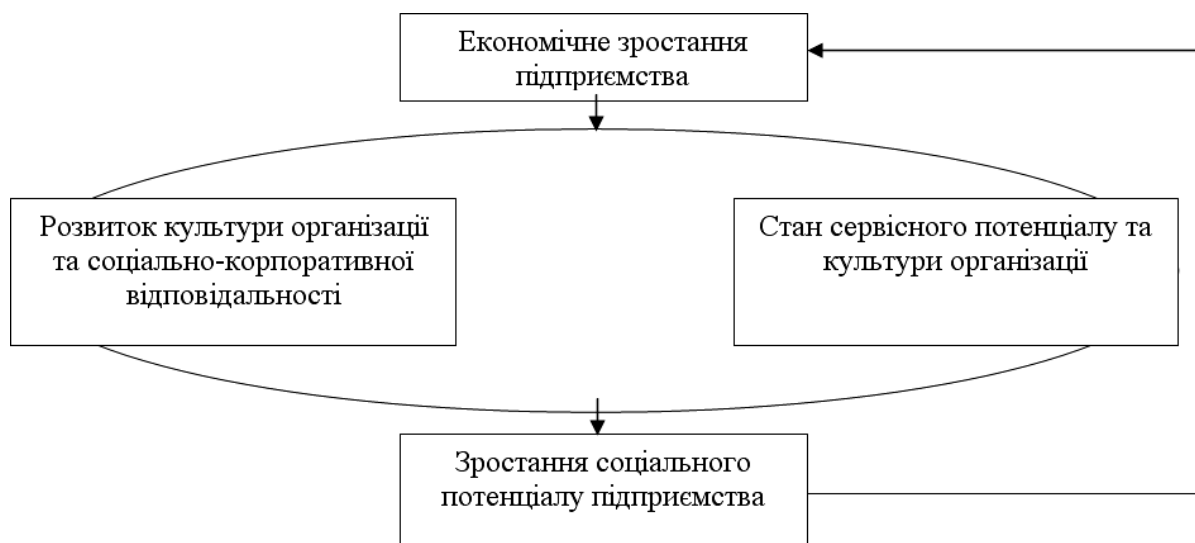 Економічне зростання
підприємства
Розвиток культури організації
та соціально-корпоративної
відповідальності
Стан сервісного потенціалу та
культури організації
Зростання соціального
потенціалу підприємства